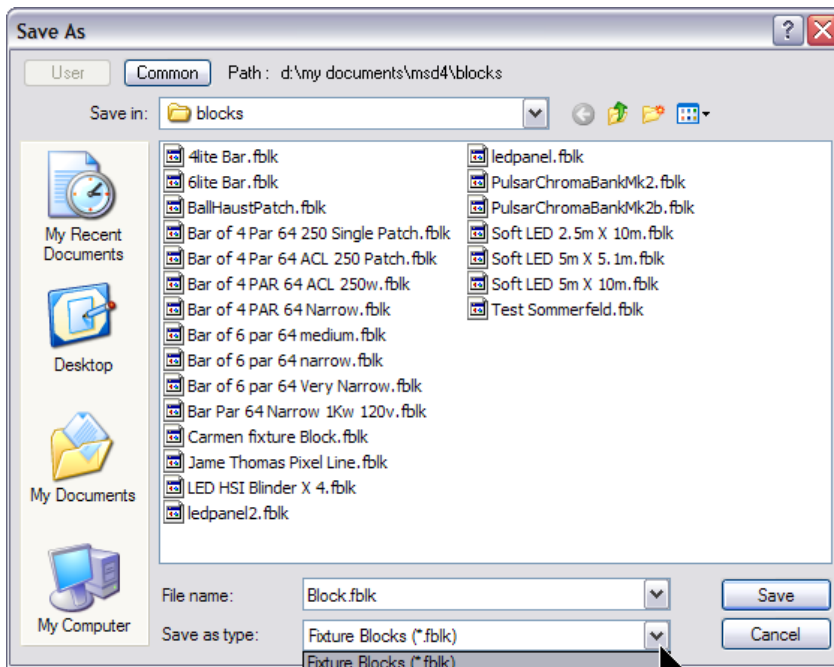 Save As
User Common Path : d:\my documents\msd4\blocks
Save in: blocks
4lite Bar.fblk
6lite Bar.fblk
BallHaustPatch.fblk
Bar of 4 Par 64 250 Single Patch.fblk
Bar of 4 Par 64 ACL 250 Patch.fblk
Bar of 4 PAR 64 ACL 250w.fblk
Bar of 4 PAR 64 Narrow.fblk
Bar of 6 par 64 medium.fblk
Bar of 6 par 64 narrow.fblk
Bar of 6 par 64 Very Narrow.fblk
Bar Par 64 Narrow 1Kw 120v.fblk
Carmen fixture Block.fblk
Jame Thomas Pixel Line.fblk
LED HSI Blinder X 4.fblk
ledpanel2.fblk
ledpanel.fblk
PulsarChromaBankMk2.fblk
PulsarChromaBankMk2b.fblk
Soft LED 2.5m X 10m.fblk
Soft LED 5m X 5.1m.fblk
Soft LED 5m X 10m.fblk
Test Sommerfeld.fblk
My Recent
Documents
Desktop
My Documents
My Computer
File name: Block.fblk Save
Save as type: Fixture Blocks (*.fblk) Cancel
Fixture Blocks (*.fblk)